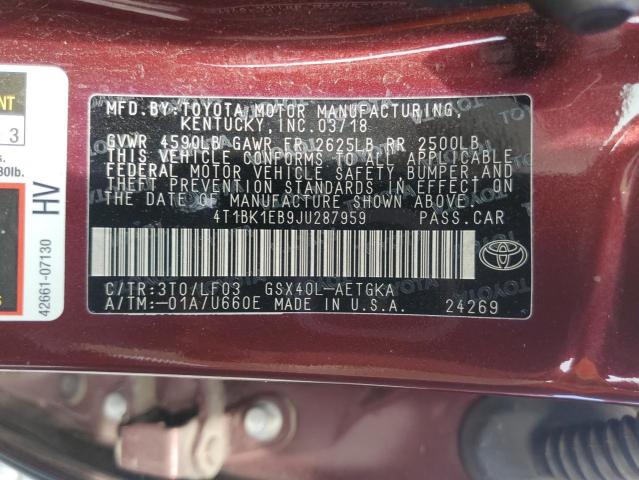 MFD.BY:TOYOTA MOTOR MANUFACTURING,
KENTUCKY, INC.03/18
GVWR 4590LB GAWR FR 2625LB RR 2500LB
THIS VEHICLE CONFORMS TO ALL APPLICABLE
FEDERAL MOTOR VEHICLE SAFETY BUMPER, AND
THEFT PREVENTION STANDARDS IN EFFECT ON
THE DATE OF MANUFACTURE SHOWN ABOVE.
4T1BK1EB9JU287959 PASS.CAR
C/TR:3T0/LF03 GSX40L-AETGKA
A/TM:-01A/U660E MADE IN U.S.A. 24269
HV
42661-07130
3